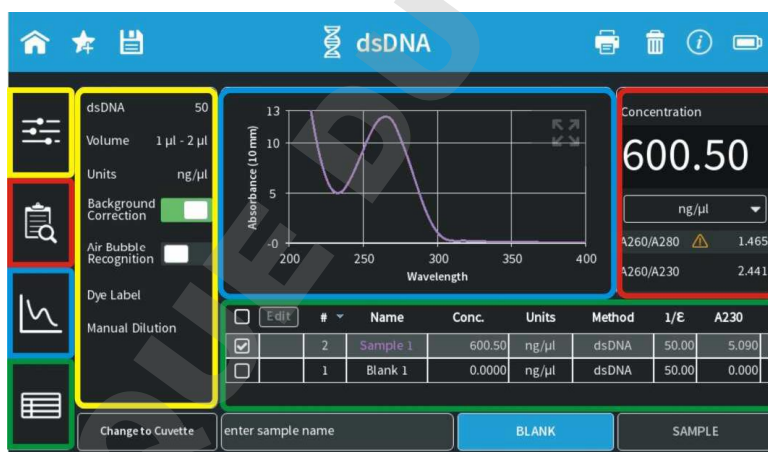 dsDNA
dsDNA 50
Volume 1 µl - 2 µl
Units ng/µl
Background
Correction
Air Bubble
Recognition
Dye Label
Manual Dilution
Change to Cuvette
Absorbance (10 mm)
13
10
5
-0
200 250 300 350 400
Wavelength
Concentration
600.50
ng/µl
A260/A280 1.465
A260/A230 2.441
Edit # Name Conc. Units Method 1/ε A230
2 Sample 1 600.50 ng/µl dsDNA 50.00 5.090
1 Blank 1 0.0000 ng/µl dsDNA 50.00 0.000
enter sample name
BLANK
SAMPLE